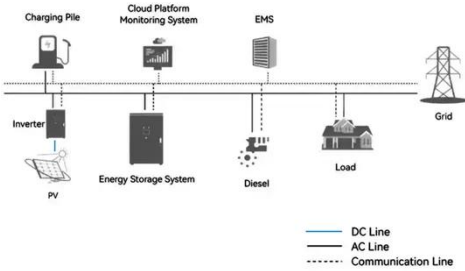 Charging Pile
Cloud Platform
Monitoring System
EMS
Grid
Inverter
PV
Energy Storage System
Diesel
Load
DC Line
AC Line
Communication Line